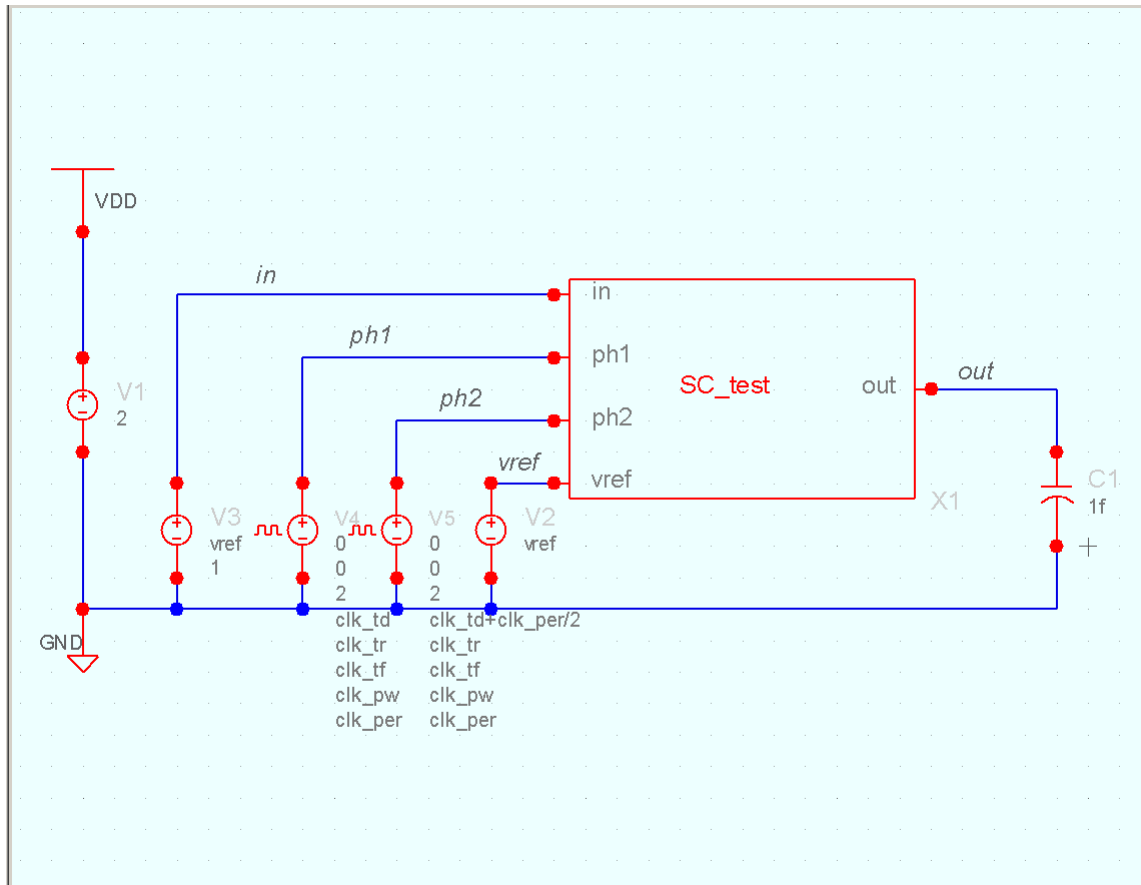 VDD
in
in
ph1
ph1
SC_test
out
out
ph2
ph2
V1
2
vref
vref
X1
C1
1f
V3
vref
1
V4
0
0
2
clk_td
clk_tr
clk_tf
clk_pw
clk_per
V5
0
0
2
clk_td+clk_per/2
clk_tr
clk_tf
clk_pw
clk_per
V2
vref
GND